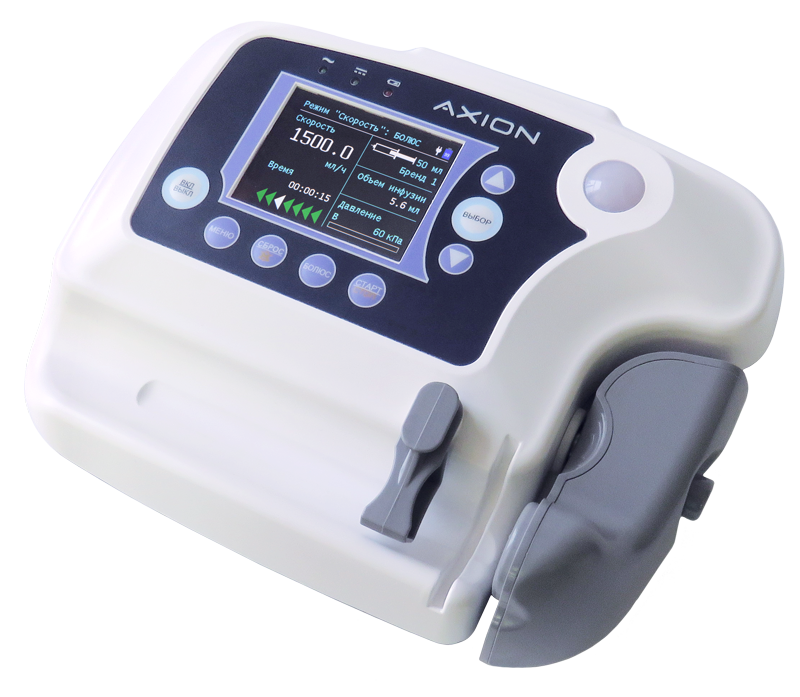 AXION
Режим "Скорость": БОЛЮС
Скорость
1500.0
мл/ч
50 мл
Бренд 1
Время
00:00:15
Объем инфузии
5.6 мл
Давление
В
60 кПа
ВКЛ
ВЫКЛ
МЕНЮ
СБРОС
БОЛЮС
СТАРТ
ВЫБОР